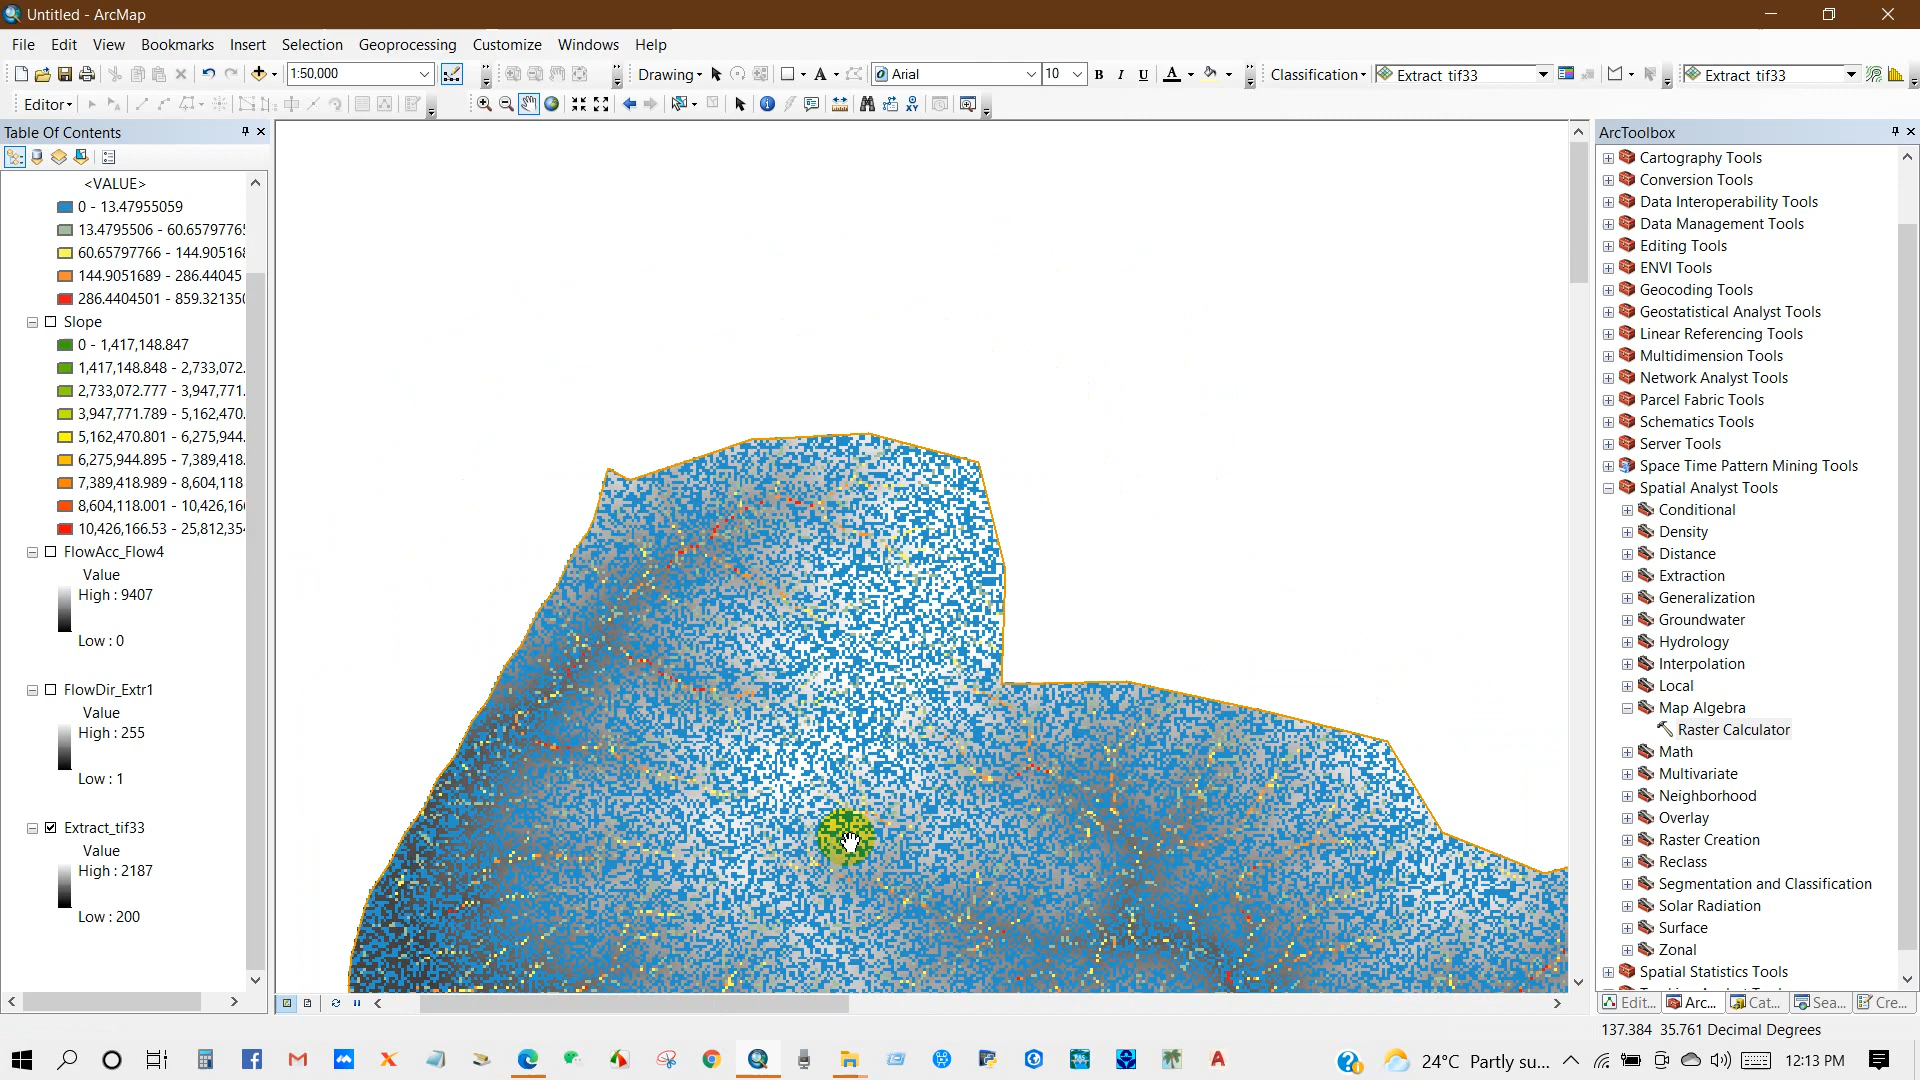 Untitled - ArcMap
File Edit View Bookmarks Insert Selection Geoprocessing Customize Windows Help
1:50,000 Drawing A Arial 10 B I U A Classification Extract_tif33 Extract_tif33
Editor
Table Of Contents
<VALUE>
0 - 13.47955059
13.4795506 - 60.6579776
60.65797766 - 144.905168
144.9051689 - 286.44045
286.4404501 - 859.321350
Slope
0 - 1,417,148.847
1,417,148.848 - 2,733,072.
2,733,072.777 - 3,947,771.
3,947,771.789 - 5,162,470.
5,162,470.801 - 6,275,944.
6,275,944.895 - 7,389,418.
7,389,418.989 - 8,604,118
8,604,118.001 - 10,426,16
10,426,166.53 - 25,812,35
FlowAcc_Flow4
Value
High : 9407
Low : 0
FlowDir_Extr1
Value
High : 255
Low : 1
Extract_tif33
Value
High : 2187
Low : 200
ArcToolbox
Cartography Tools
Conversion Tools
Data Interoperability Tools
Data Management Tools
Editing Tools
ENVI Tools
Geocoding Tools
Geostatistical Analyst Tools
Linear Referencing Tools
Multidimension Tools
Network Analyst Tools
Parcel Fabric Tools
Schematics Tools
Server Tools
Space Time Pattern Mining Tools
Spatial Analyst Tools
Conditional
Density
Distance
Extraction
Generalization
Groundwater
Hydrology
Interpolation
Local
Map Algebra
Raster Calculator
Math
Multivariate
Neighborhood
Overlay
Raster Creation
Reclass
Segmentation and Classification
Solar Radiation
Surface
Zonal
Spatial Statistics Tools
Edit... Arc... Cat... Sea... Cre...
137.384 35.761 Decimal Degrees
24°C Partly su... 12:13 PM